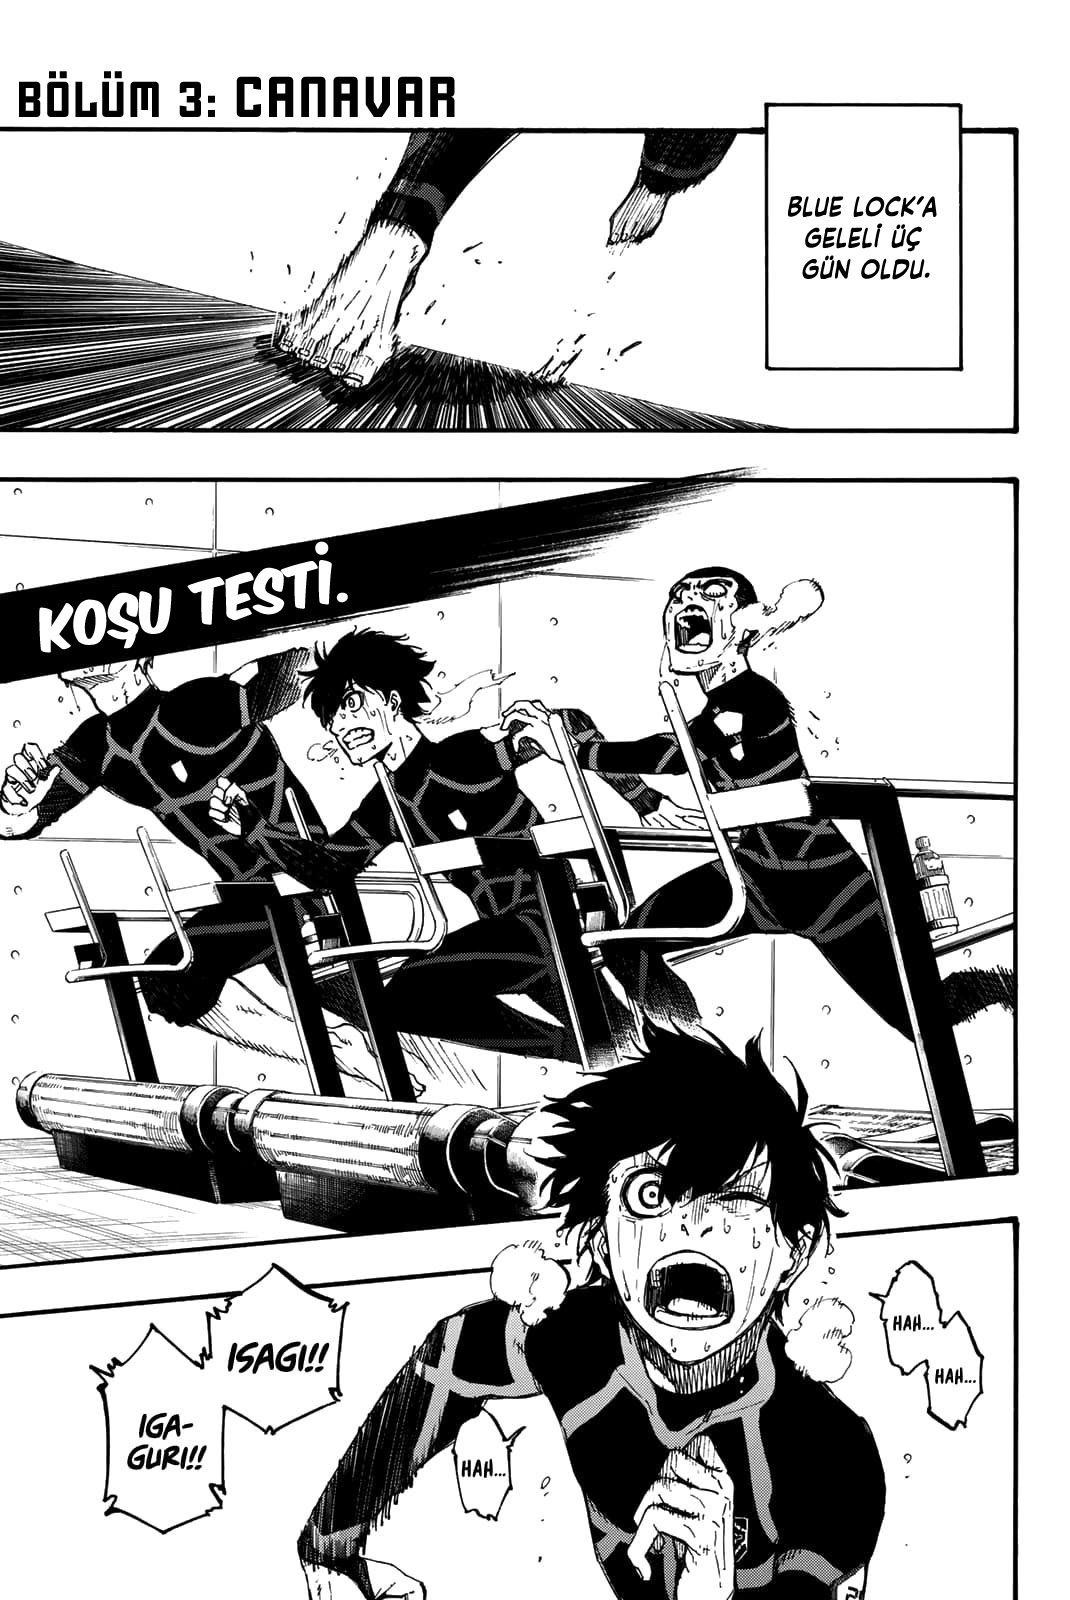 BÖLÜM 3: CANAVAR
BLUE LOCK'A
GELELİ ÜÇ
GÜN OLDU.
KOŞU TESTİ.
HAH...
HAH...
ISAGI!!
IGA-
GURI!!
HAH...